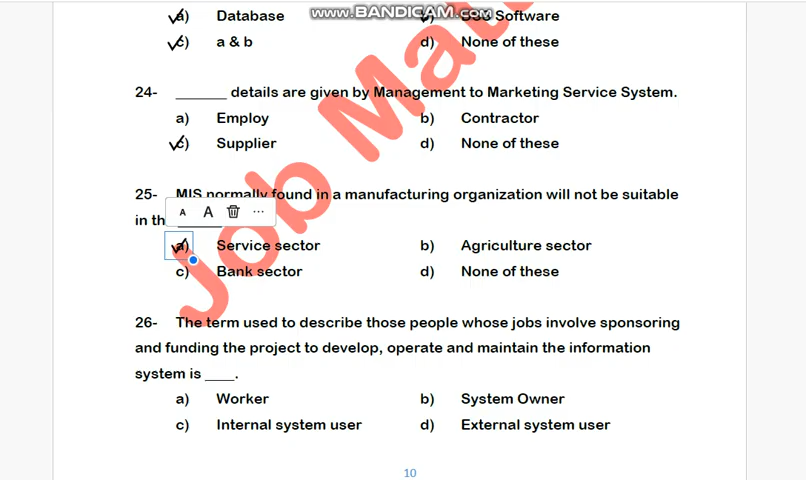 www.BANDICAM.com
a) Database b) Software
c) a & b d) None of these
24- _______ details are given by Management to Marketing Service System.
a) Employ b) Contractor
c) Supplier d) None of these
25- MIS normally found in a manufacturing organization will not be suitable
in th
A A ...
a) Service sector b) Agriculture sector
c) Bank sector d) None of these
26- The term used to describe those people whose jobs involve sponsoring
and funding the project to develop, operate and maintain the information
system is ____.
a) Worker b) System Owner
c) Internal system user d) External system user
10
Job Mat